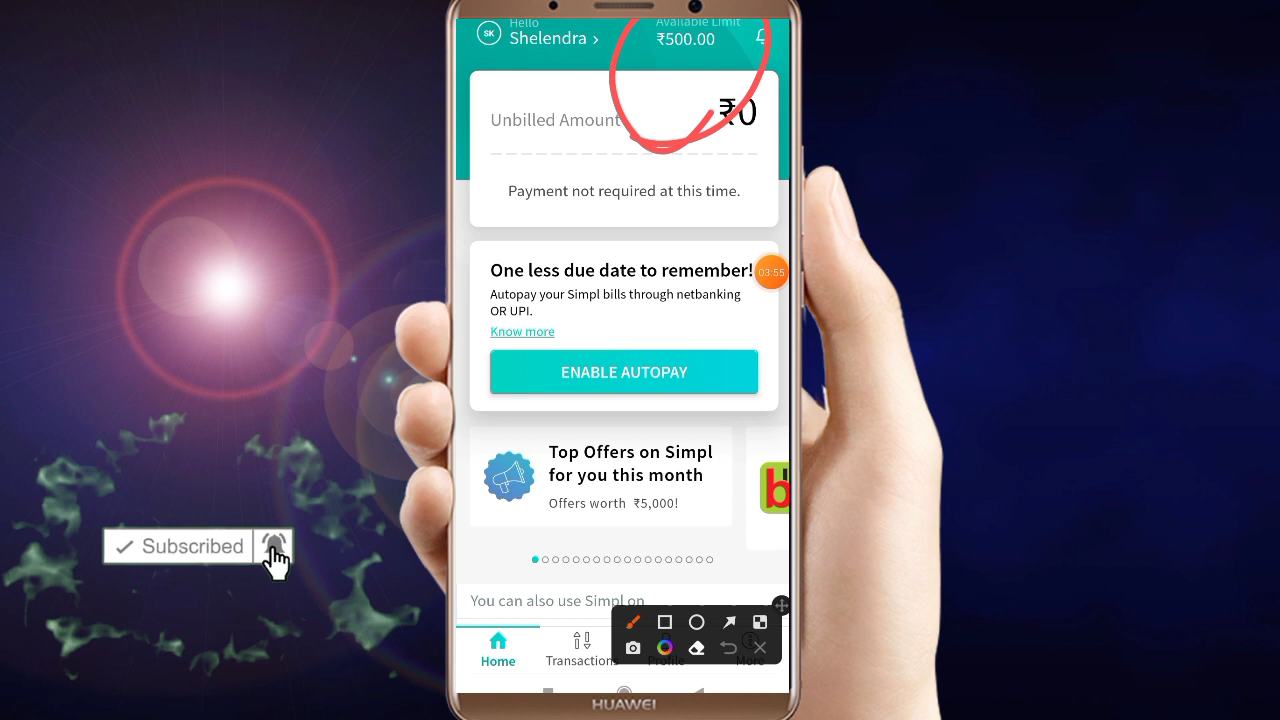 Hello
Available Limit
SK
Shelendra ›
₹500.00
Unbilled Amount
₹0
Payment not required at this time.
One less due date to remember!
03:55
Autopay your Simpl bills through netbanking
OR UPI.
Know more
ENABLE AUTOPAY
Top Offers on Simpl
for you this month
Offers worth ₹5,000!
b
Subscribed
You can also use Simpl on
Home
Transactions
Profile
More
HUAWEI